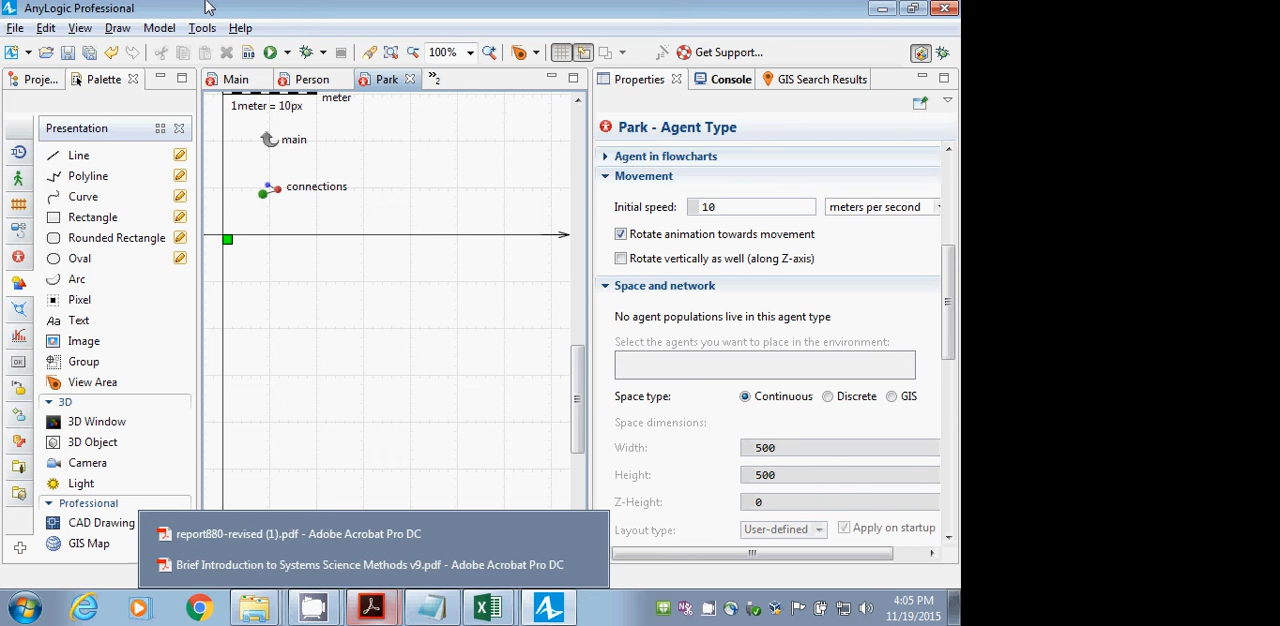 AnyLogic Professional
File Edit View Draw Model Tools Help
100% Get Support...
Proje... Palette Main Person Park »2 Properties Console GIS Search Results
Presentation
Line
Polyline
Curve
Rectangle
Rounded Rectangle
Oval
Arc
Pixel
Aa Text
Image
Group
View Area
3D
3D Window
3D Object
Camera
Light
Professional
CAD Drawing
GIS Map
meter
1meter = 10px
main
connections
Park - Agent Type
Agent in flowcharts
Movement
Initial speed: 10 meters per second
Rotate animation towards movement
Rotate vertically as well (along Z-axis)
Space and network
No agent populations live in this agent type
Select the agents you want to place in the environment:
Space type: Continuous Discrete GIS
Space dimensions:
Width: 500
Height: 500
Z-Height: 0
Layout type: User-defined Apply on startup
report880-revised (1).pdf - Adobe Acrobat Pro DC
Brief Introduction to Systems Science Methods v9.pdf - Adobe Acrobat Pro DC
4:05 PM
11/19/2015